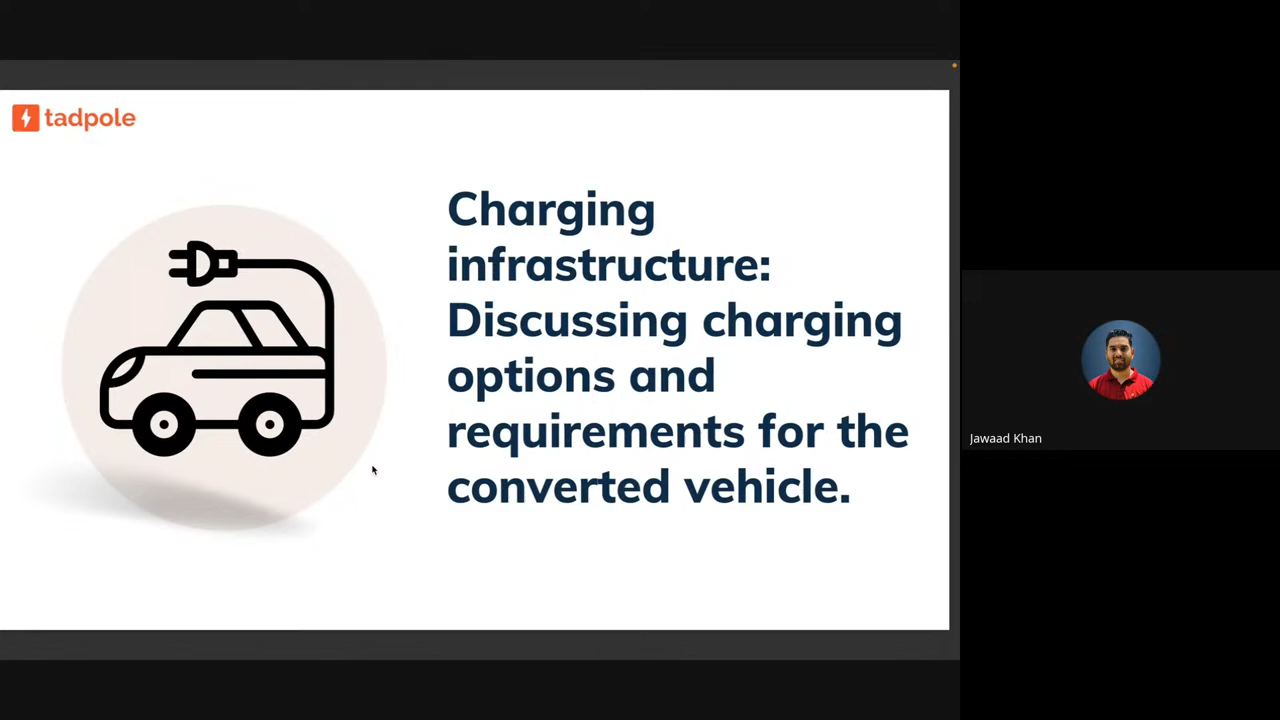 tadpole
Charging
infrastructure:
Discussing charging
options and
requirements for the
converted vehicle.
Jawaad Khan